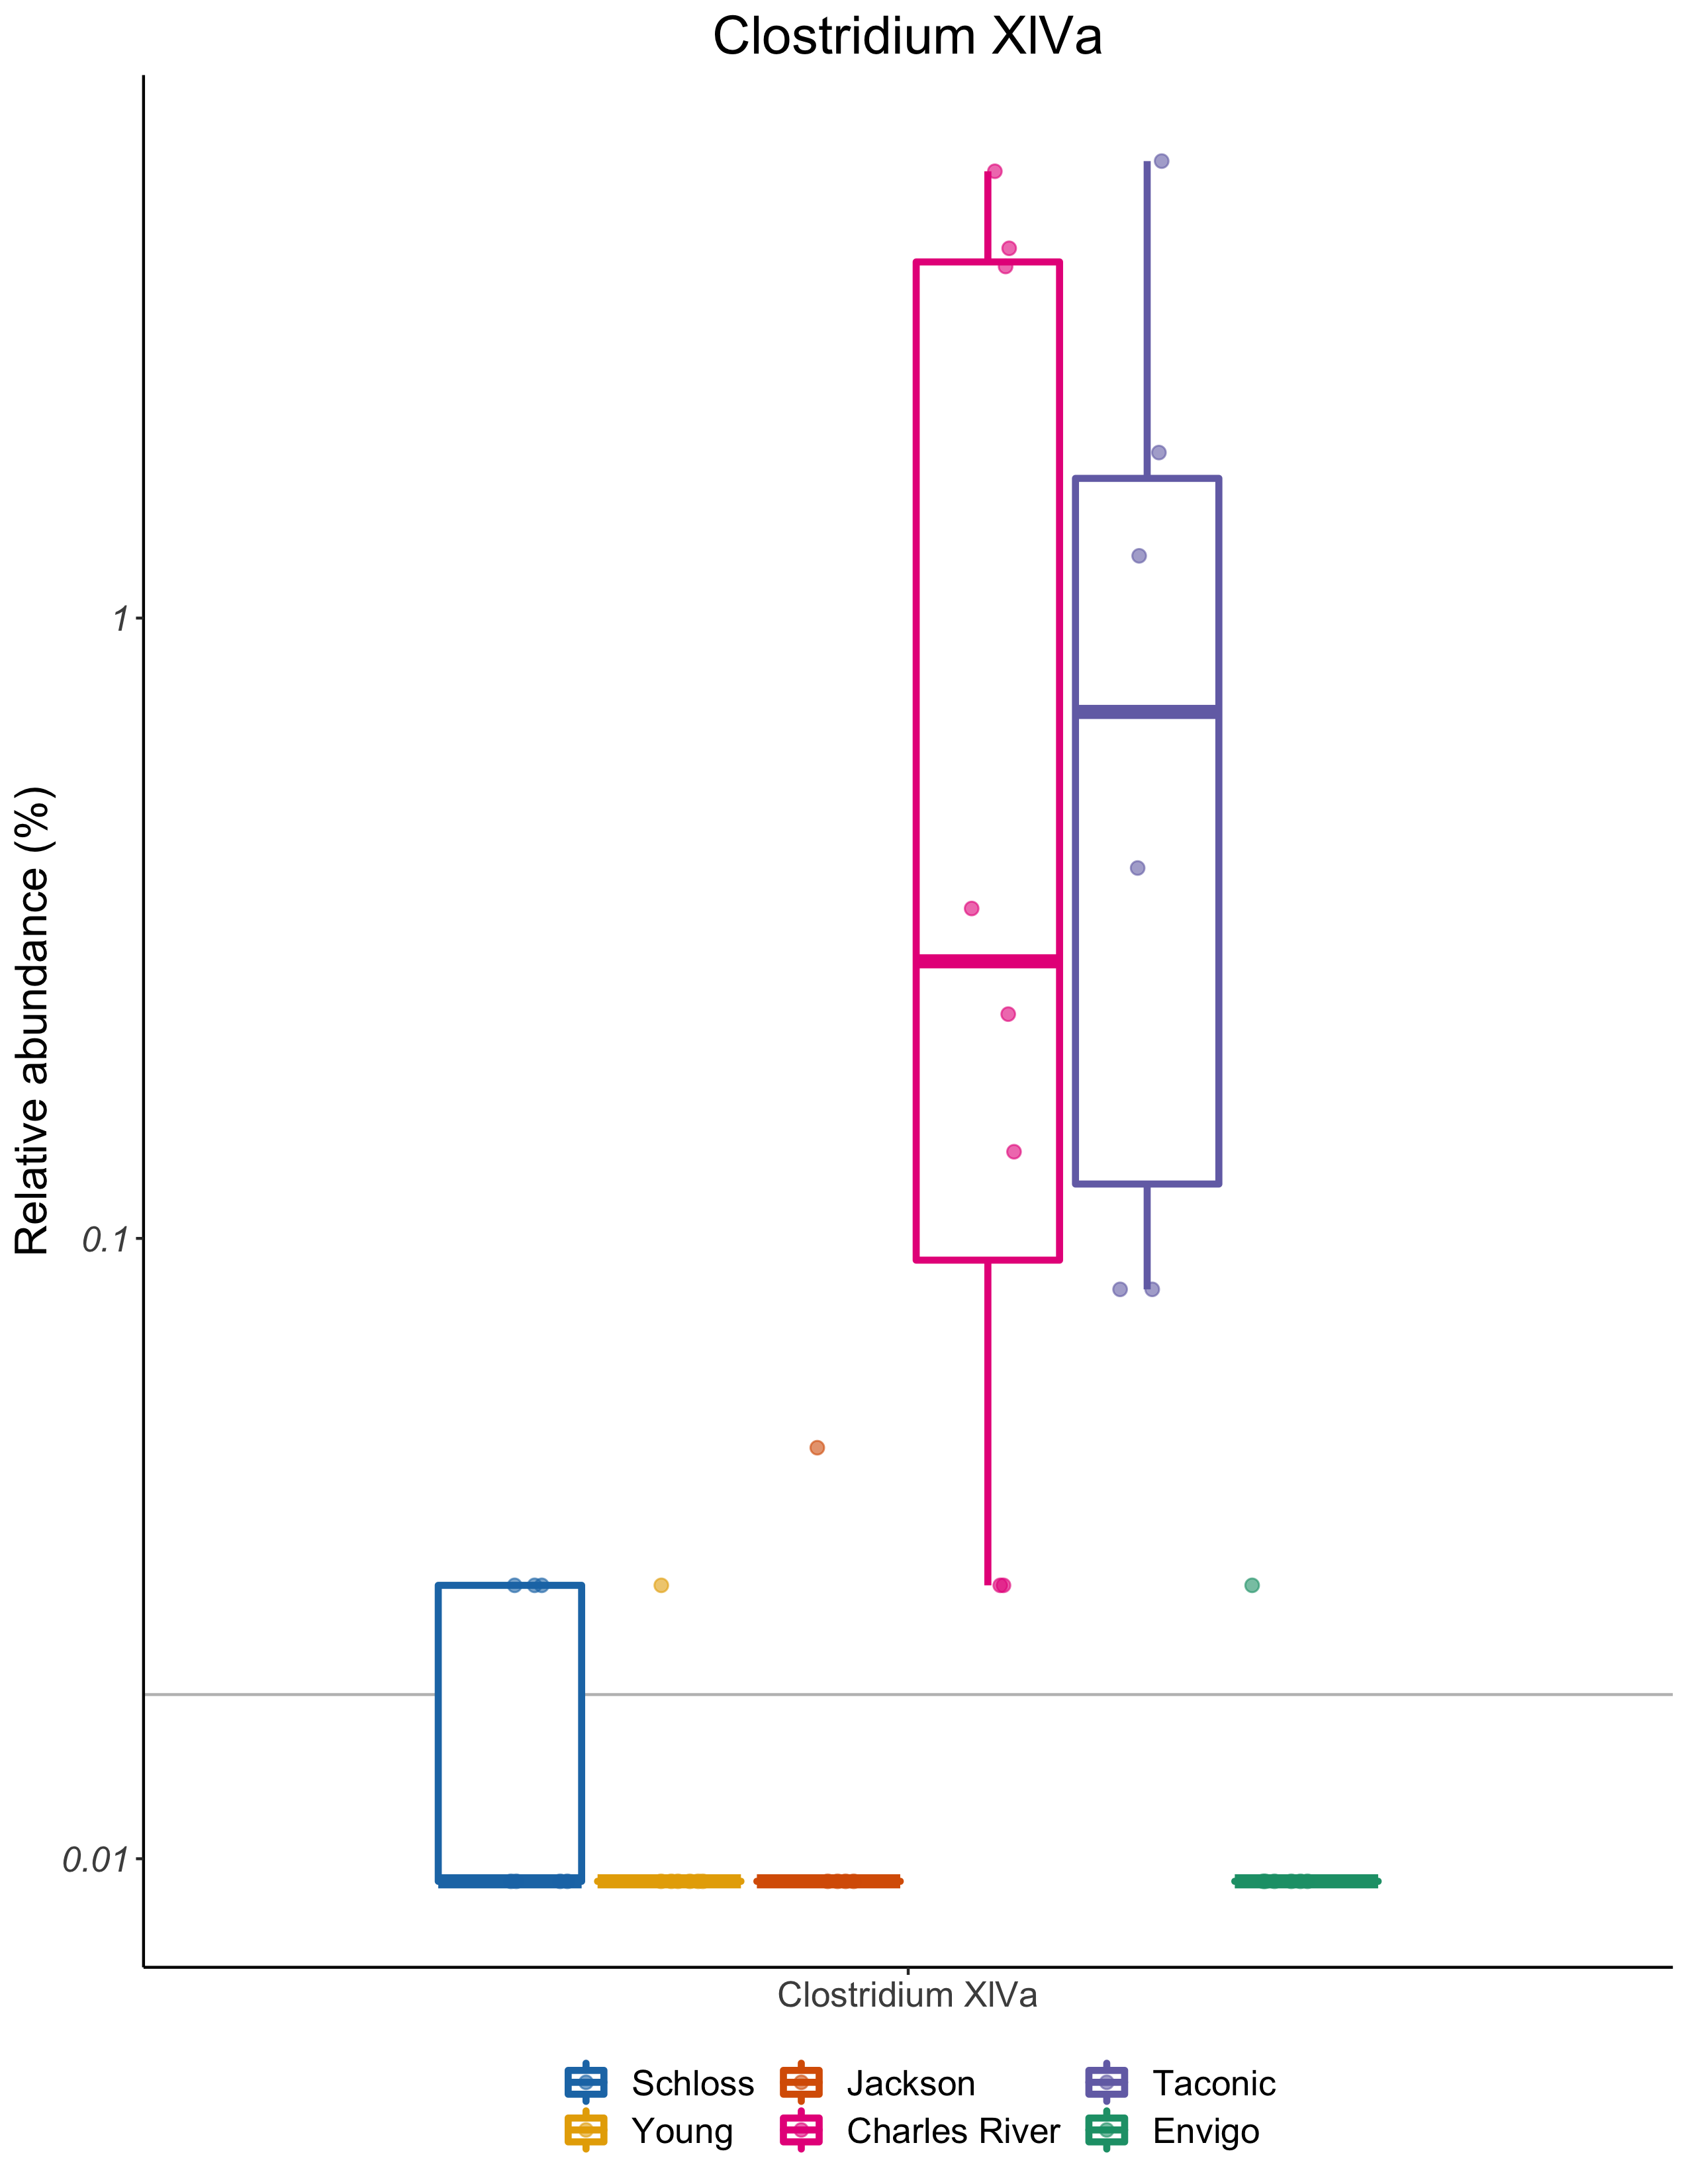 Clostridium XIVa
Relative abundance (%)
1
0.1
0.01
Clostridium XIVa
Schloss Jackson Taconic
Young Charles River Envigo